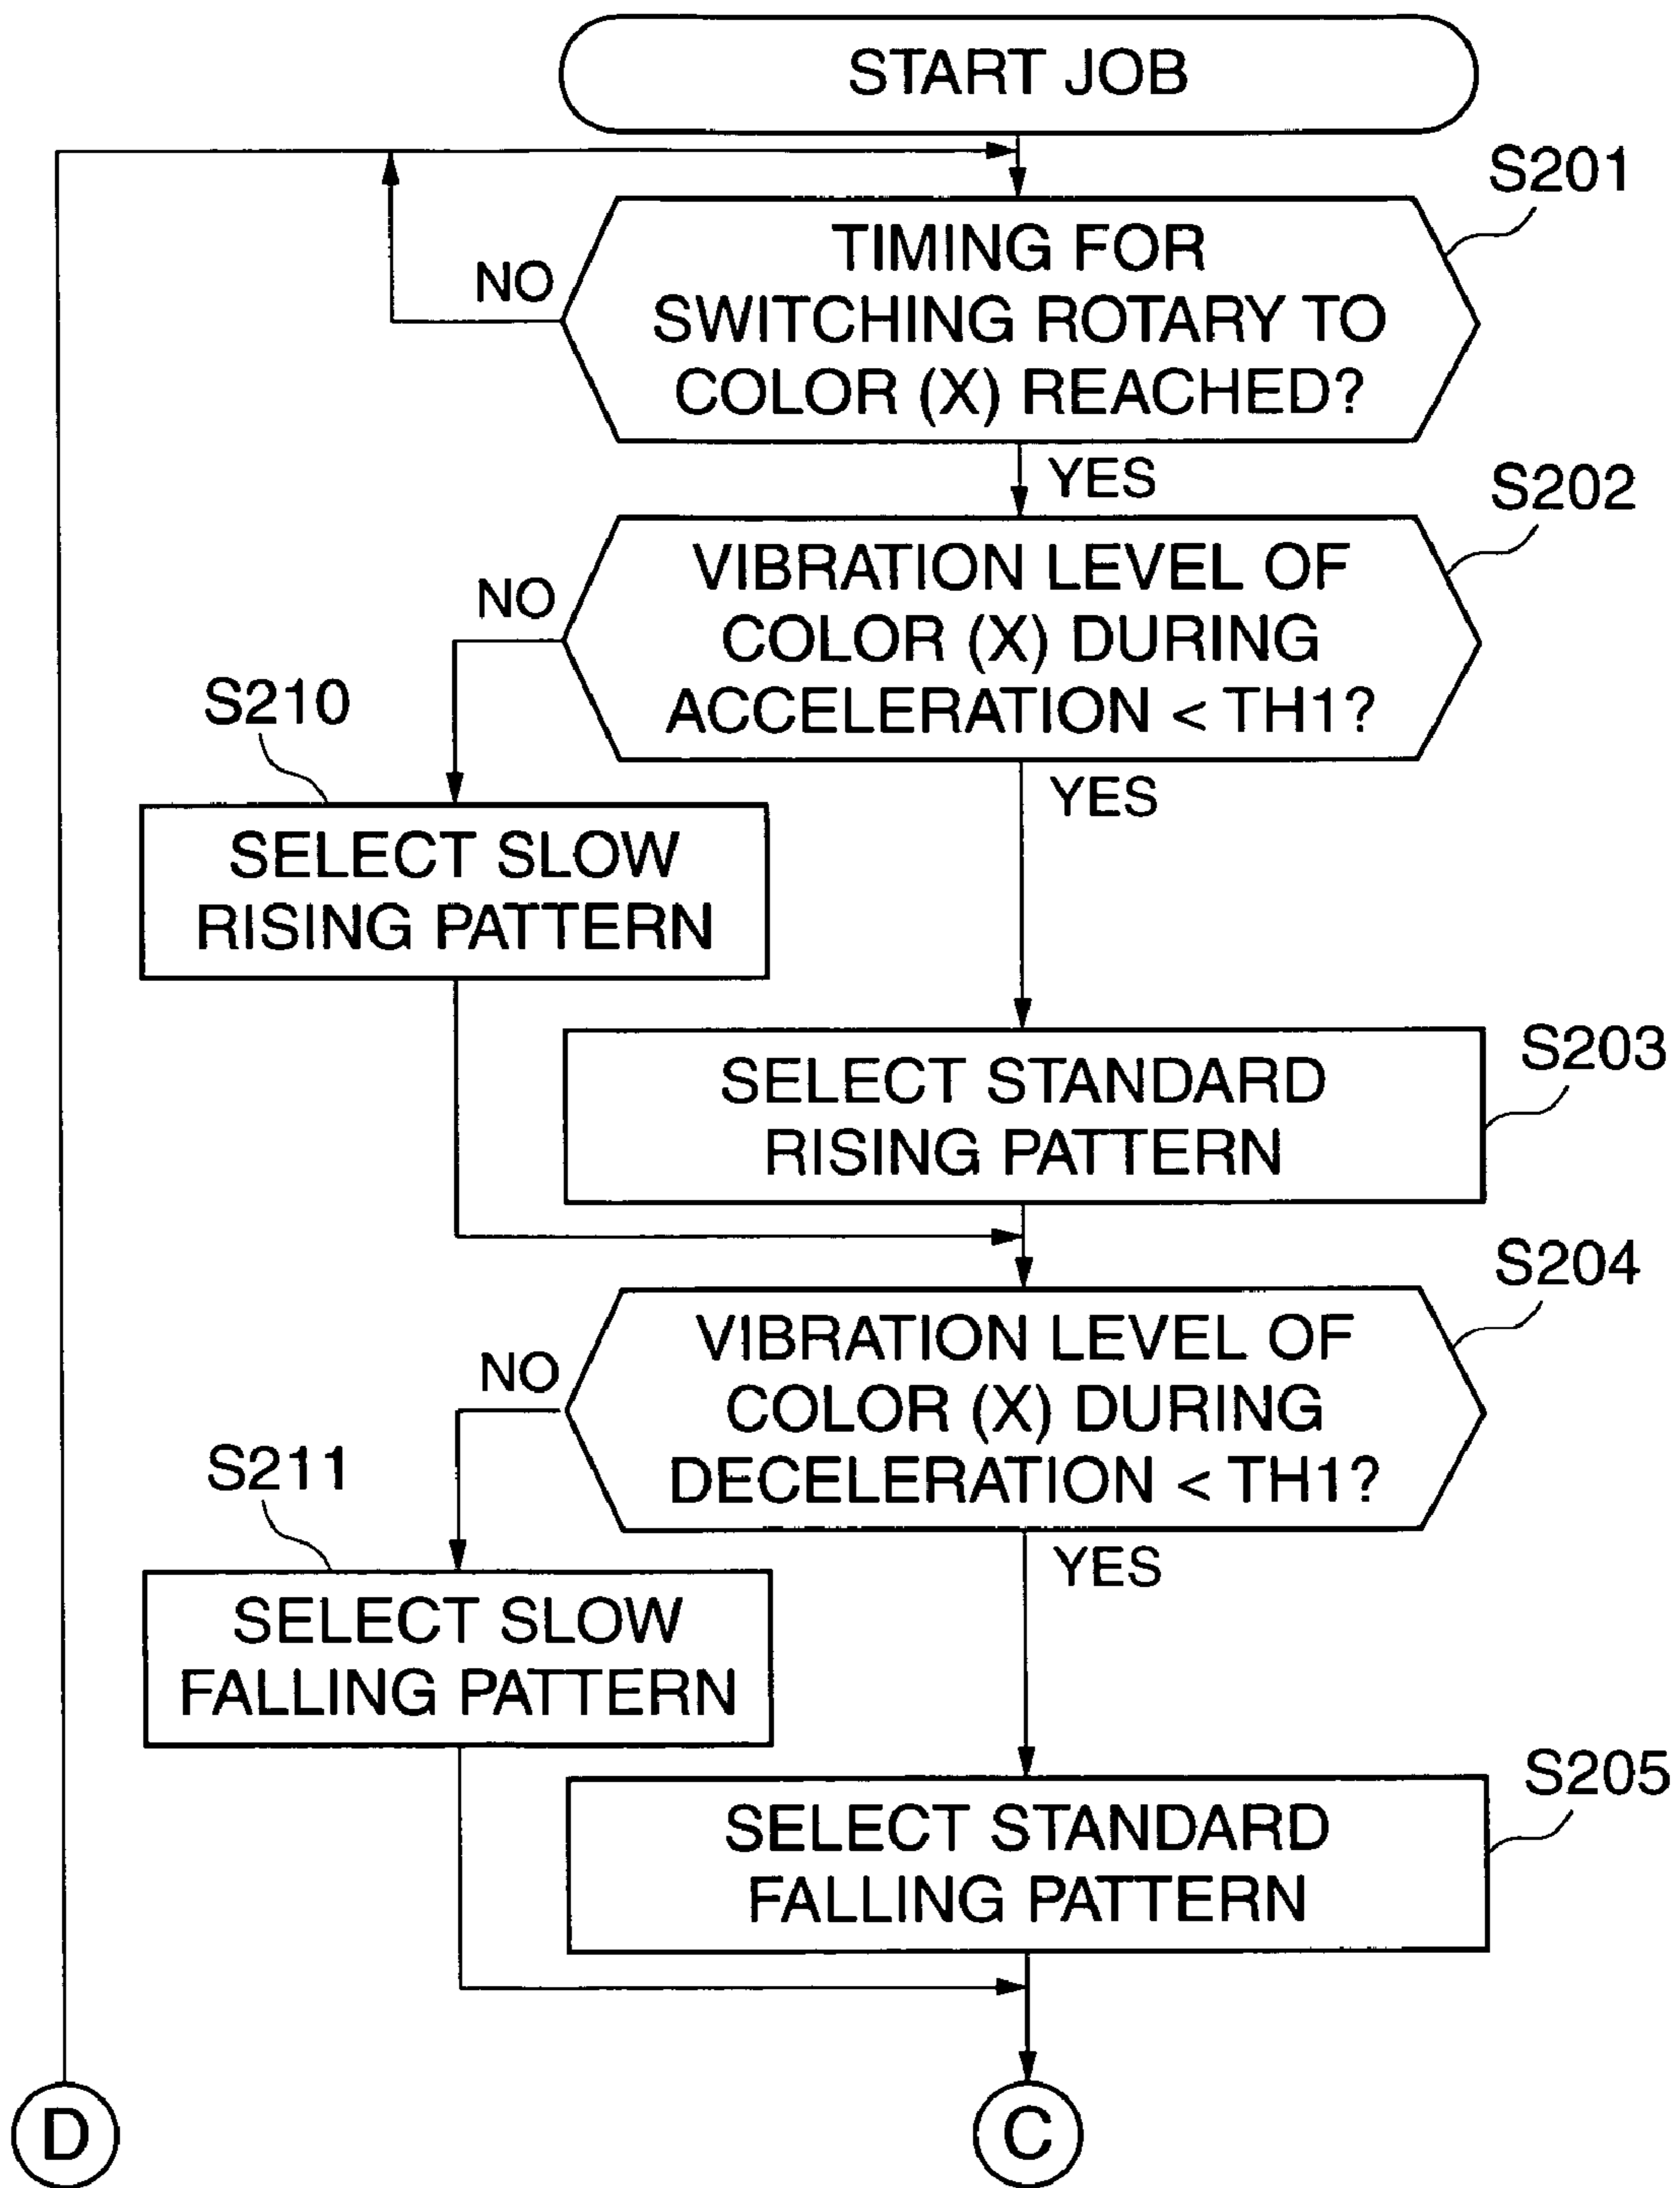 START JOB
S201
TIMING FOR
SWITCHING ROTARY TO
COLOR (X) REACHED?
NO
YES
S202
VIBRATION LEVEL OF
COLOR (X) DURING
ACCELERATION < TH1?
NO
YES
S210
SELECT SLOW
RISING PATTERN
S203
SELECT STANDARD
RISING PATTERN
S204
VIBRATION LEVEL OF
COLOR (X) DURING
DECELERATION < TH1?
NO
YES
S211
SELECT SLOW
FALLING PATTERN
S205
SELECT STANDARD
FALLING PATTERN
D
C